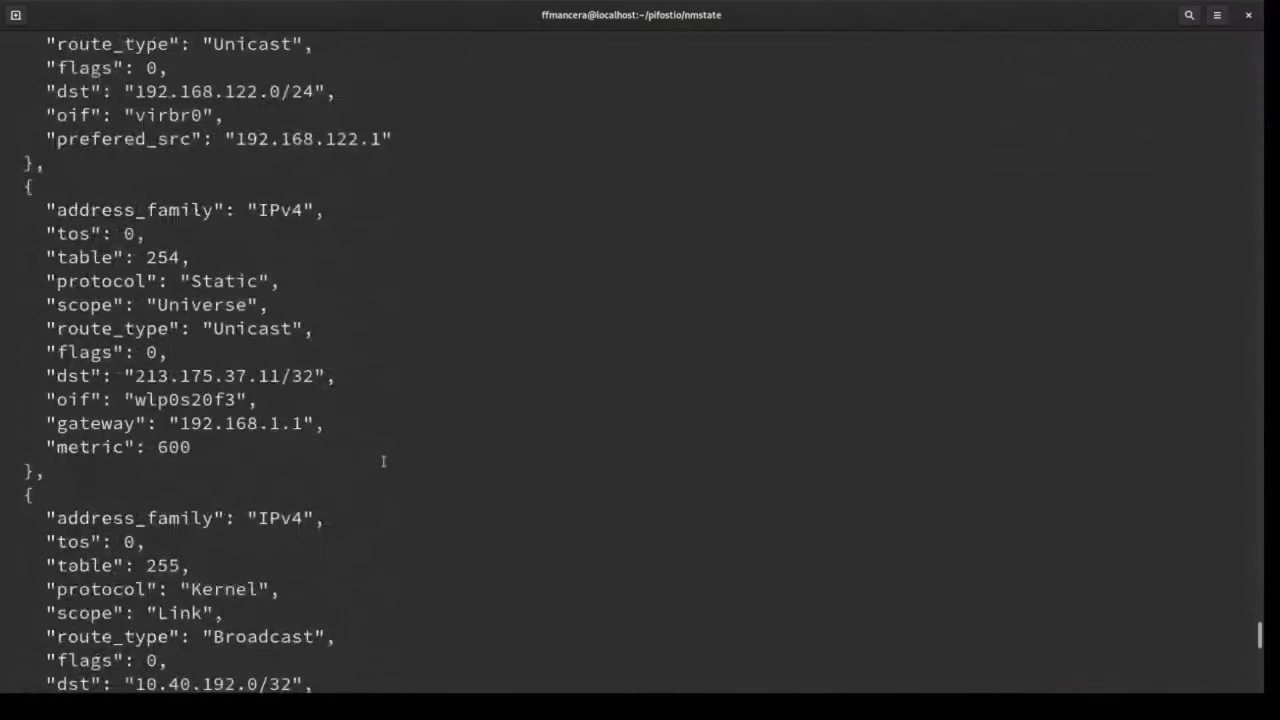 ffmancera@localhost:~/pifostio/nmstate
"route_type": "Unicast",
"flags": 0,
"dst": "192.168.122.0/24",
"oif": "virbr0",
"prefered_src": "192.168.122.1"
},
{
"address_family": "IPv4",
"tos": 0,
"table": 254,
"protocol": "Static",
"scope": "Universe",
"route_type": "Unicast",
"flags": 0,
"dst": "213.175.37.11/32",
"oif": "wlp0s20f3",
"gateway": "192.168.1.1",
"metric": 600
},
{
"address_family": "IPv4",
"tos": 0,
"table": 255,
"protocol": "Kernel",
"scope": "Link",
"route_type": "Broadcast",
"flags": 0,
"dst": "10.40.192.0/32",